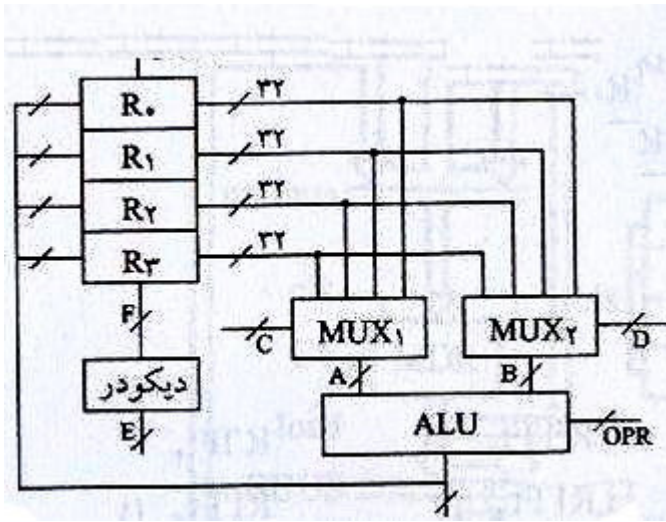 R۰ ۳۲
R۱ ۳۲
R۲ ۳۲
R۳ ۳۲
F
C MUX۱ MUX۲ D
دیکودر A B
E ALU OPR